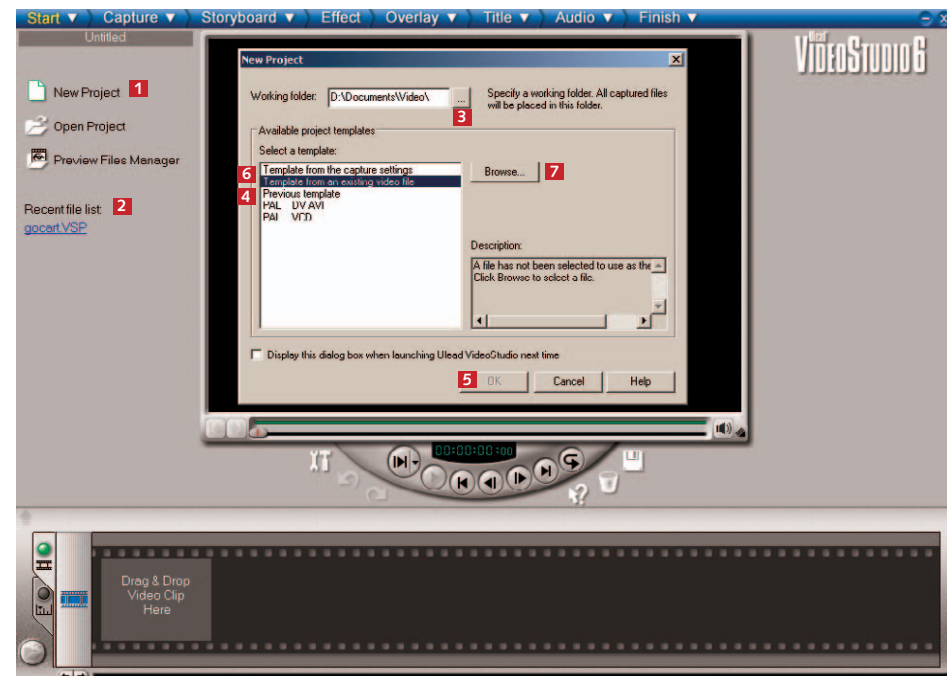 Start ▼ Capture ▼ Storyboard ▼ Effect Overlay ▼ Title ▼ Audio ▼ Finish ▼
Untitled
Ulead
VIDEOSTUDIO 6
New Project 1
Open Project
Preview Files Manager
Recent file list: 2
gocart.VSP
New Project
Working folder: D:\Documents\Video\ ... 3
Specify a working folder. All captured files
will be placed in this folder.
Available project templates
Select a template:
Template from the capture settings
6 Template from an existing video file
4 Previous template
PAL DV AVI
PAL VCD
Browse... 7
Description:
A file has not been selected to use as the
Click Browse to select a file.
Display this dialog box when launching Ulead VideoStudio next time
5 OK Cancel Help
00:00:00:00
Drag & Drop
Video Clip
Here